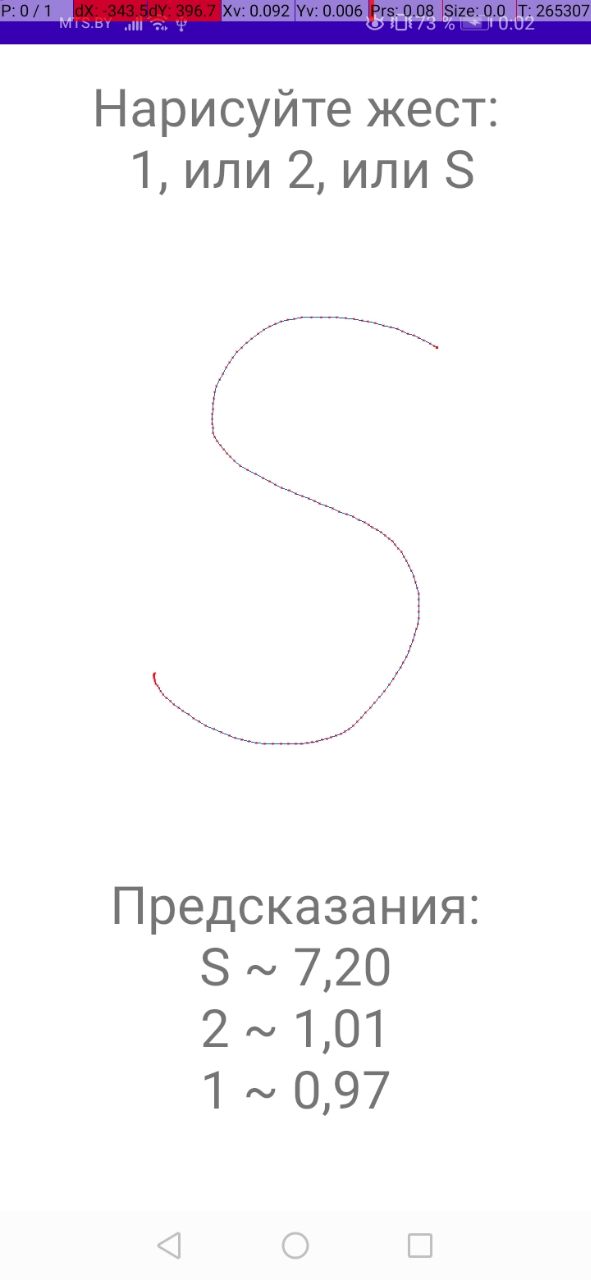 P: 0 / 1 dX: -343.5 dY: 396.7 Xv: 0.092 Yv: 0.006 Prs: 0.08 Size: 0.0 T: 265307
MTS.BY 73 % 0:02
Нарисуйте жест:
1, или 2, или S
Предсказания:
S ~ 7,20
2 ~ 1,01
1 ~ 0,97